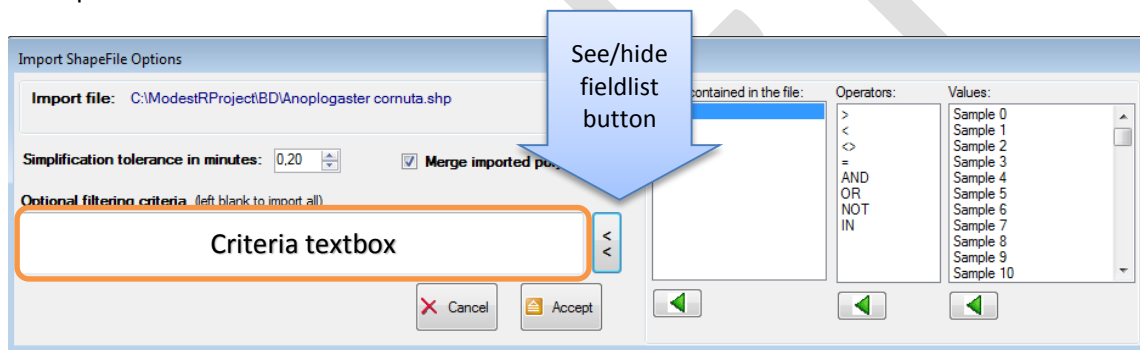 See/hide
fieldlist
button
Import ShapeFile Options
Import file: C:\ModestRProject\BD\Anoplogaster cornuta.shp
Simplification tolerance in minutes: 0,20
Merge imported
Optional filtering criteria (left blank to import all)
Criteria textbox
<
<
Cancel
Accept
contained in the file:
Operators:
>
<
<>
=
AND
OR
NOT
IN
Values:
Sample 0
Sample 1
Sample 2
Sample 3
Sample 4
Sample 5
Sample 6
Sample 7
Sample 8
Sample 9
Sample 10